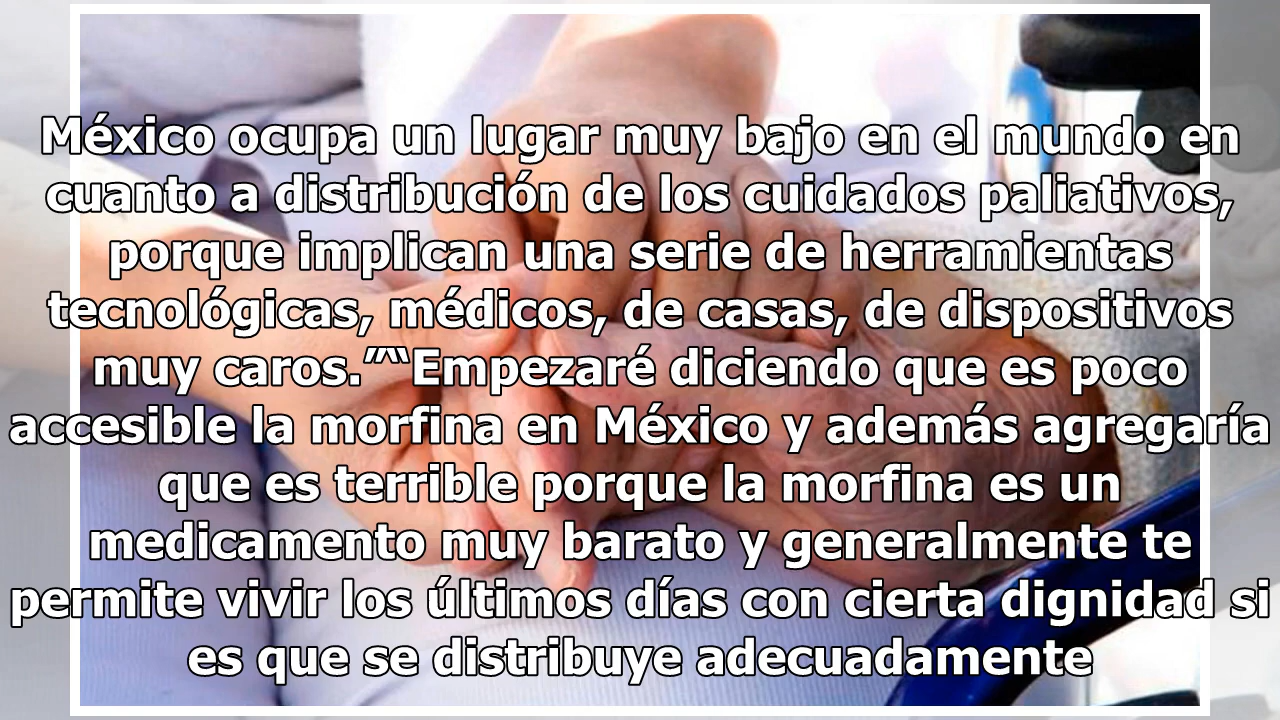 México ocupa un lugar muy bajo en el mundo en
cuanto a distribución de los cuidados paliativos,
porque implican una serie de herramientas
tecnológicas, médicos, de casas, de dispositivos
muy caros.”“Empezaré diciendo que es poco
accesible la morfina en México y además agregaría
que es terrible porque la morfina es un
medicamento muy barato y generalmente te
permite vivir los últimos días con cierta dignidad si
es que se distribuye adecuadamente